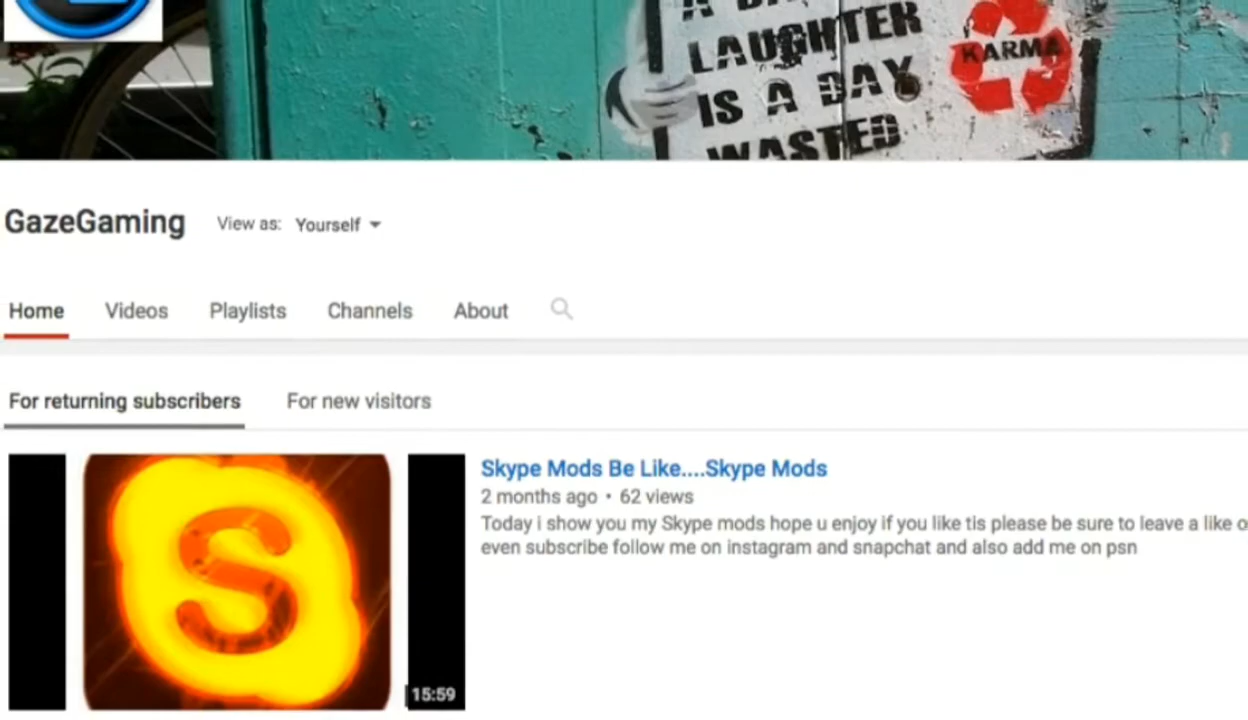 LAUGHTER
IS A DAY
WASTED
KARMA
GazeGaming View as: Yourself
Home Videos Playlists Channels About
For returning subscribers For new visitors
Skype Mods Be Like....Skype Mods
2 months ago • 62 views
Today i show you my Skype mods hope u enjoy if you like tis please be sure to leave a like
even subscribe follow me on instagram and snapchat and also add me on psn
S
15:59